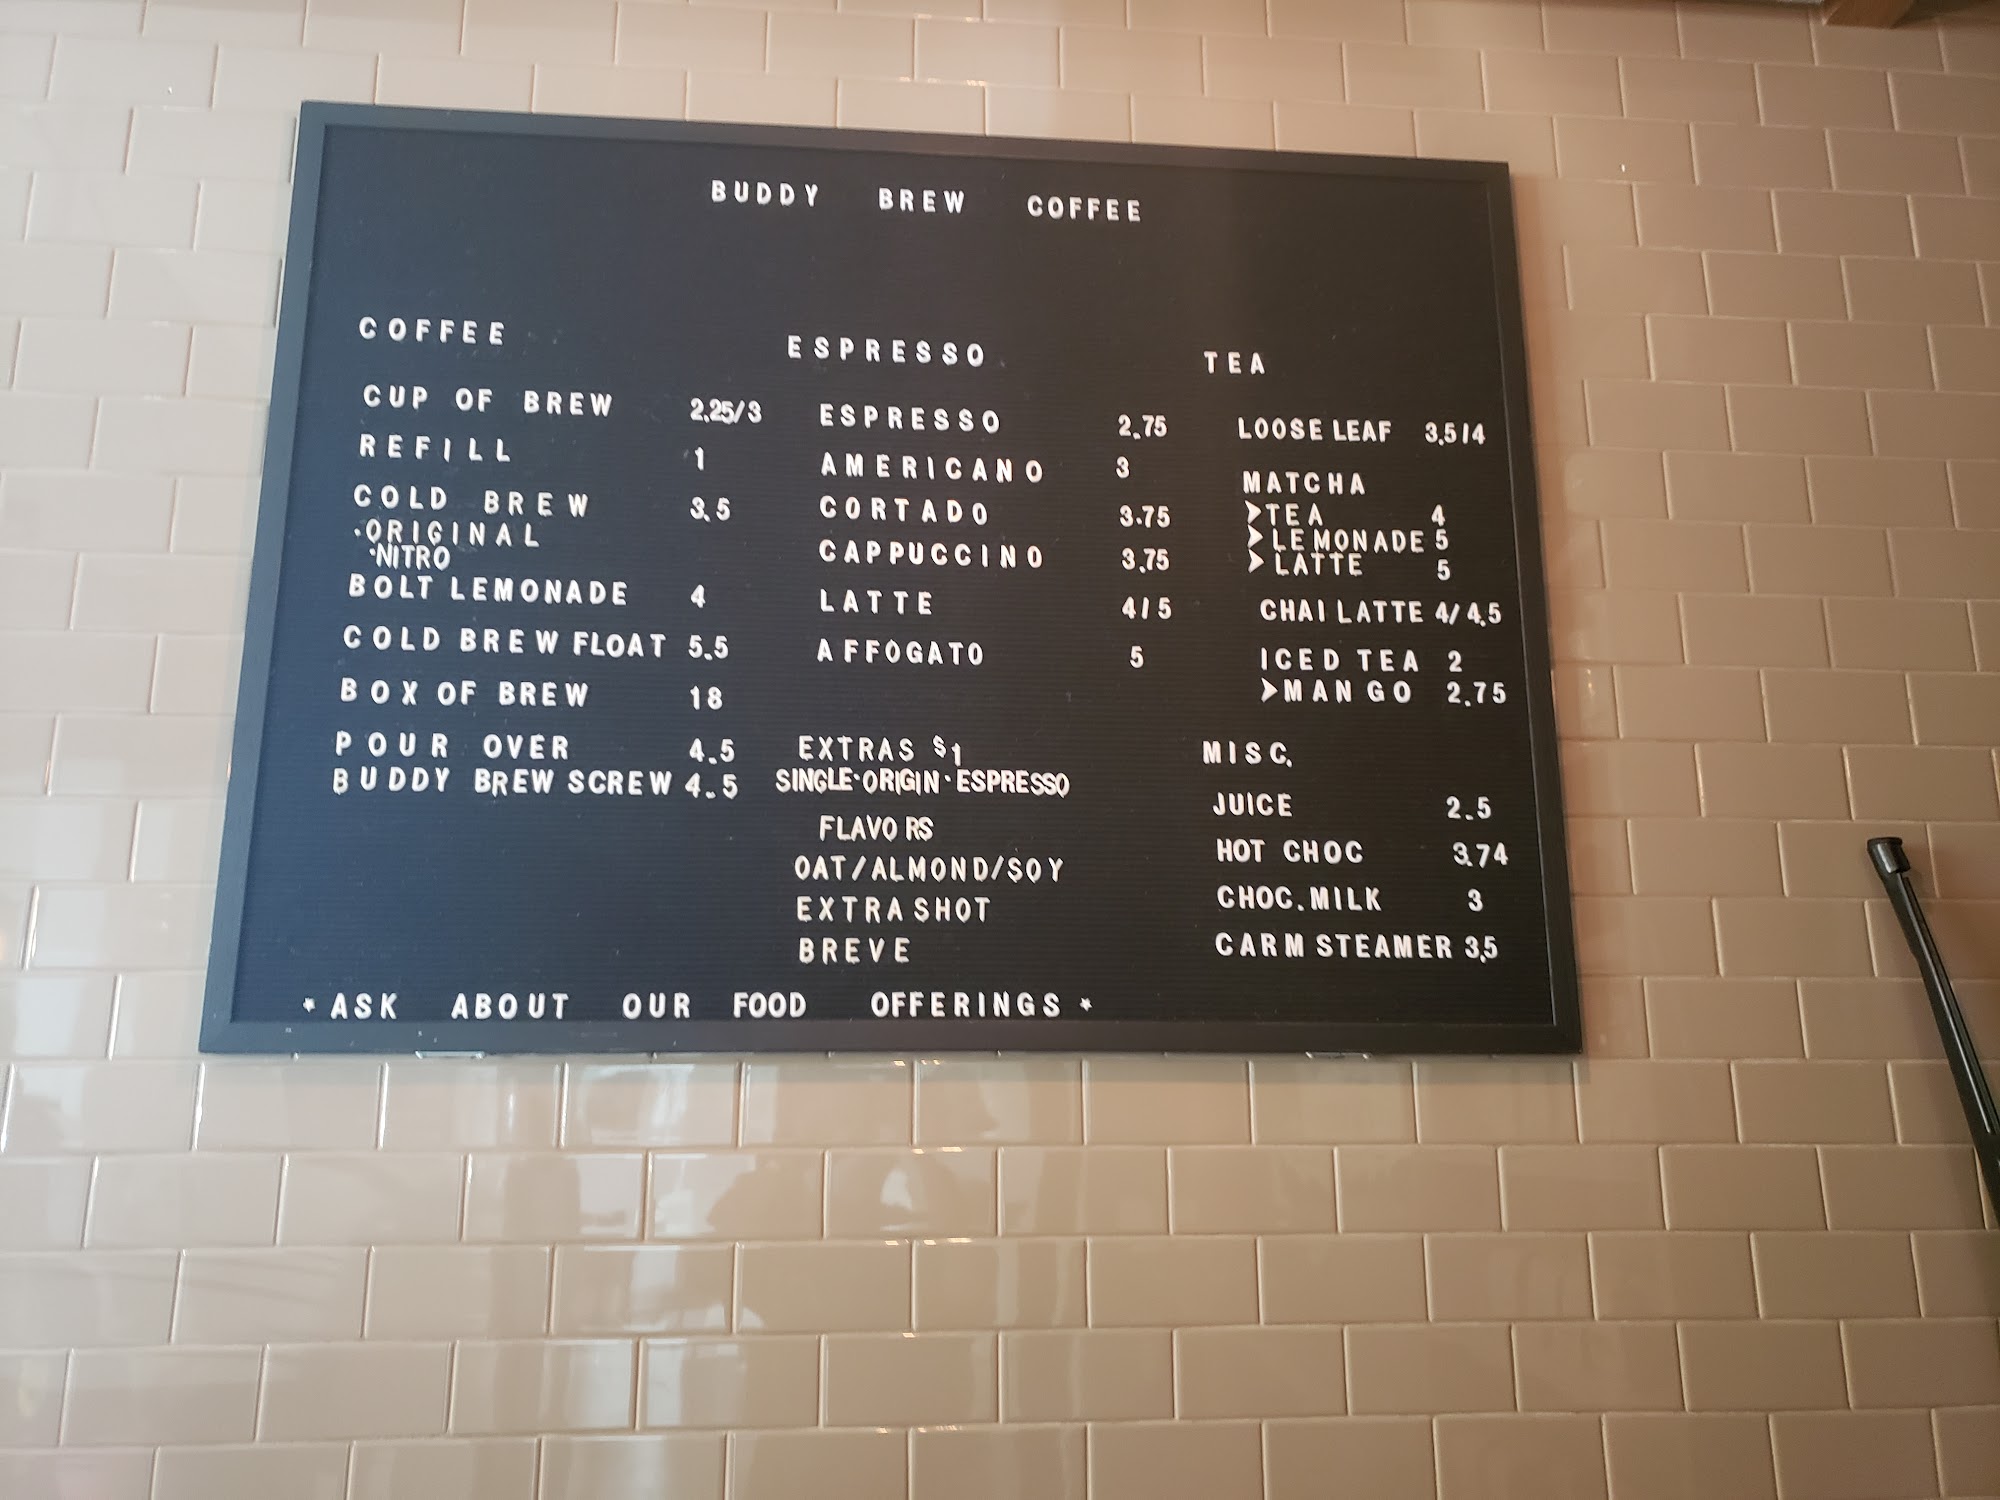 BUDDY BREW COFFEE
COFFEE
CUP OF BREW 2.25/3
REFILL 1
COLD BREW 3.5
·ORIGINAL
·NITRO
BOLT LEMONADE 4
COLD BREW FLOAT 5.5
BOX OF BREW 18
POUR OVER 4.5
BUDDY BREW SCREW 4.5
ESPRESSO
ESPRESSO 2.75
AMERICANO 3
CORTADO 3.75
CAPPUCCINO 3.75
LATTE 4/5
AFFOGATO 5
EXTRAS $1
SINGLE·ORIGIN·ESPRESSO
FLAVORS
OAT/ALMOND/SOY
EXTRA SHOT
BREVE
TEA
LOOSE LEAF 3.5/4
MATCHA
➤TEA 4
➤LEMONADE 5
➤LATTE 5
CHAI LATTE 4/4.5
ICED TEA 2
➤MANGO 2.75
MISC.
JUICE 2.5
HOT CHOC 3.74
CHOC. MILK 3
CARM STEAMER 3.5
*ASK ABOUT OUR FOOD OFFERINGS*